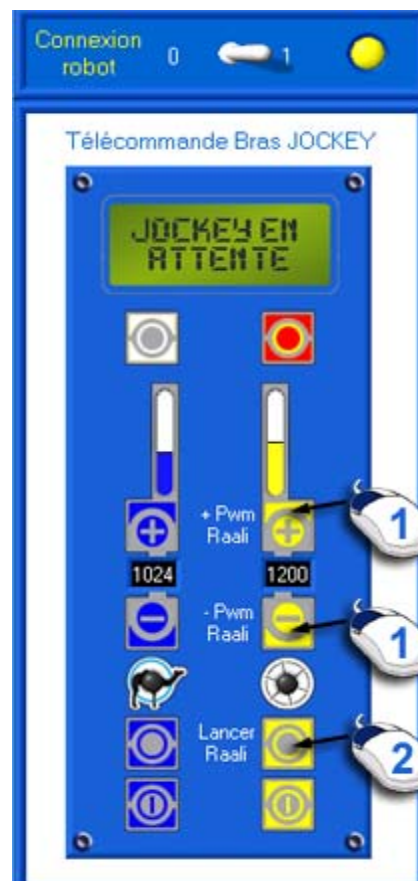 Connexion
robot
0
1
Télécommande Bras JOCKEY
JOCKEY EN
ATTENTE
+ Pwm
Raali
1
1024
1200
- Pwm
Raali
1
Lancer
Raali
2